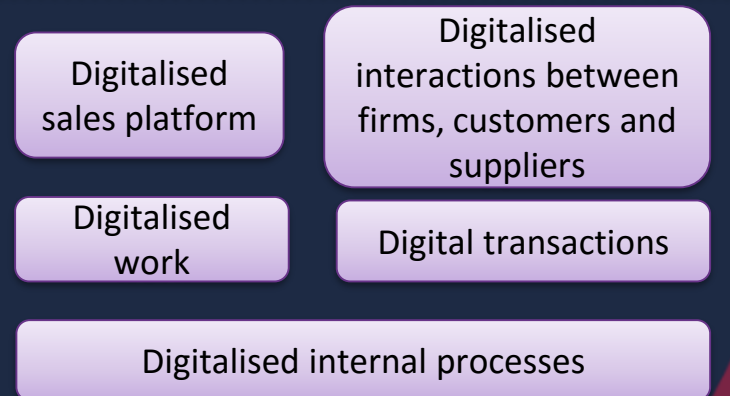 Digitalised
sales platform
Digitalised
interactions between
firms, customers and
suppliers
Digitalised
work
Digital transactions
Digitalised internal processes